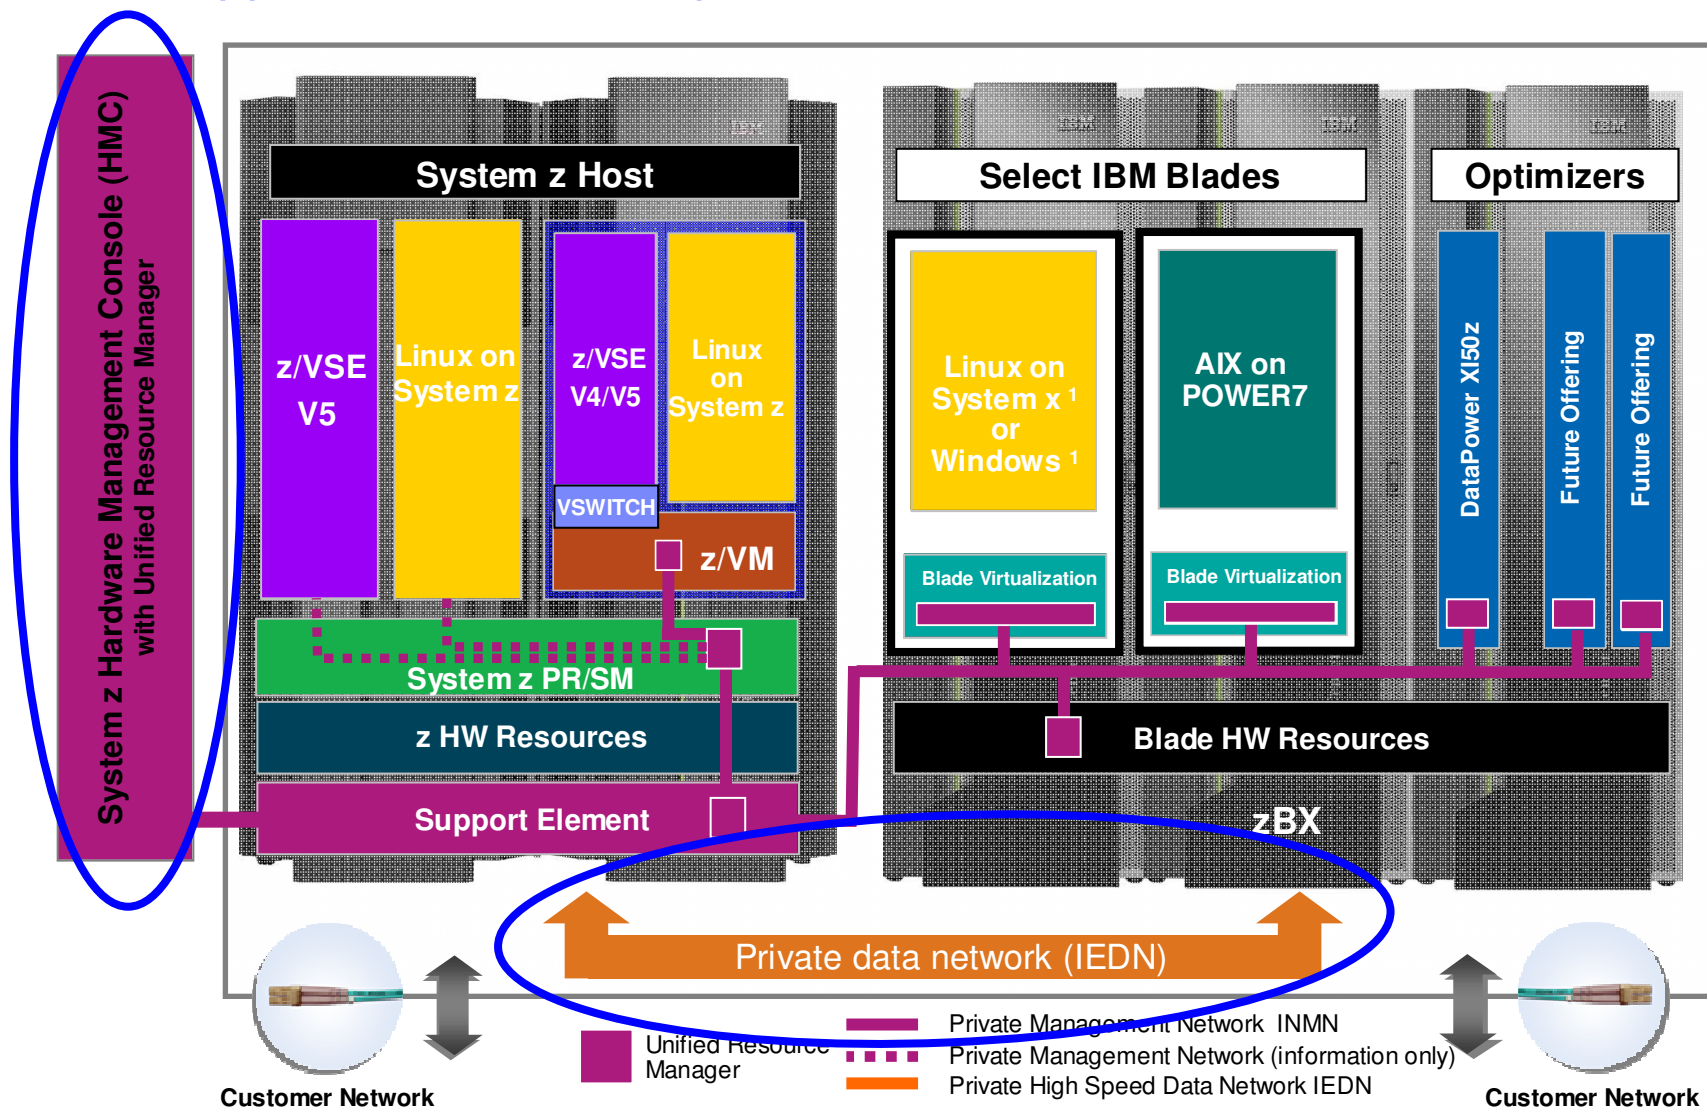 System z Hardware Management Console (HMC)
with Unified Resource Manager
IBM
IBM
IBM
IBM
System z Host
Select IBM Blades
Optimizers
z/VSE
V5
Linux on
System z
z/VSE
V4/V5
Linux
on
System z
VSWITCH
z/VM
Linux on
System x 1
or
Windows 1
AIX on
POWER7
Blade Virtualization
Blade Virtualization
DataPower XI50z
Future Offering
Future Offering
System z PR/SM
z HW Resources
Support Element
Blade HW Resources
zBX
Private data network (IEDN)
Customer Network
Unified Resource
Manager
Private Management Network INMN
Private Management Network (information only)
Private High Speed Data Network IEDN
Customer Network